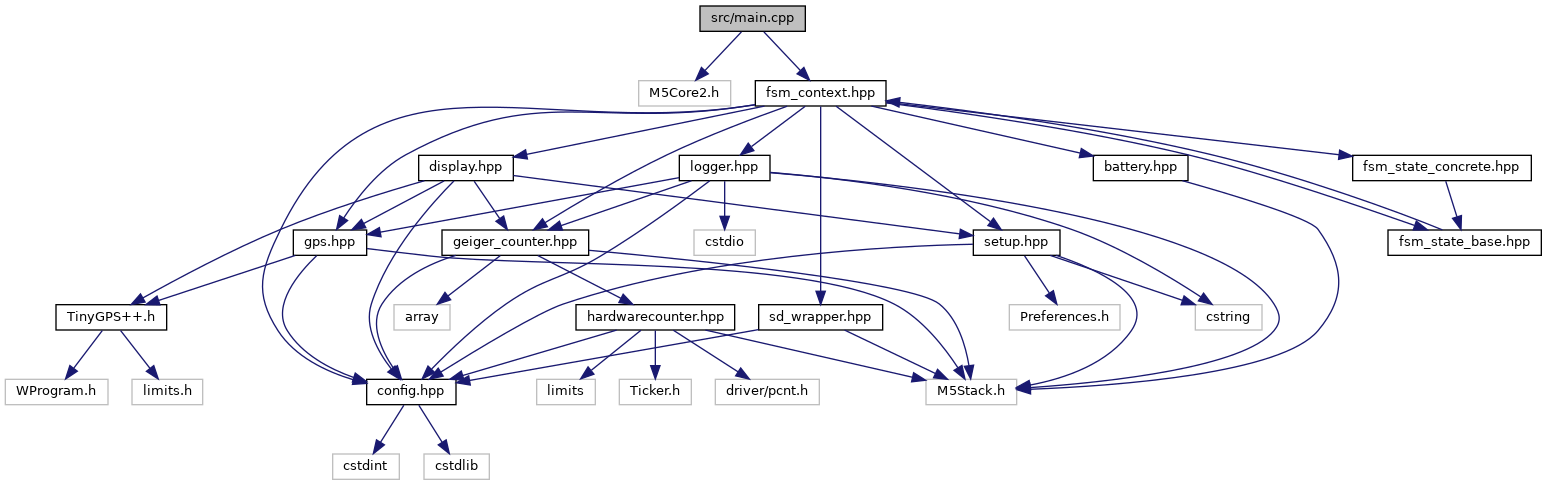 src/main.cpp
M5Core2.h
fsm_context.hpp
display.hpp
logger.hpp
battery.hpp
fsm_state_concrete.hpp
gps.hpp
geiger_counter.hpp
cstdio
setup.hpp
fsm_state_base.hpp
TinyGPS++.h
array
hardwarecounter.hpp
sd_wrapper.hpp
Preferences.h
cstring
WProgram.h
limits.h
config.hpp
limits
Ticker.h
driver/pcnt.h
M5Stack.h
cstdint
cstdlib